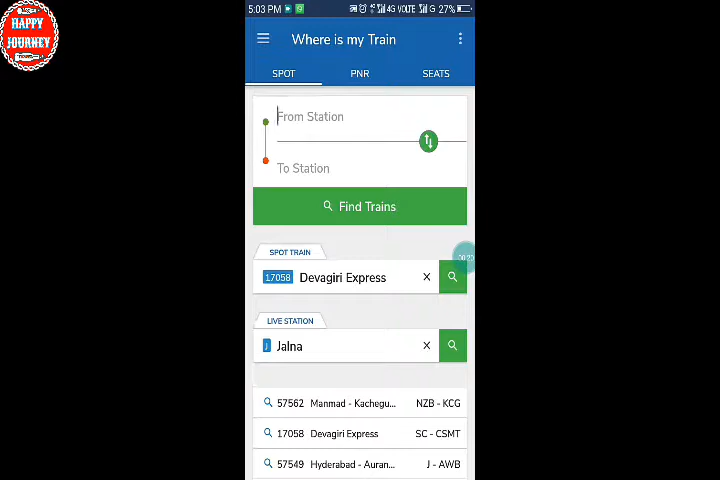 HAPPY
JOURNEY
5:03 PM 4G VOLTE G 27%
Where is my Train
SPOT PNR SEATS
From Station
To Station
Find Trains
SPOT TRAIN
17058 Devagiri Express
00:20
LIVE STATION
J Jalna
57562 Manmad - Kachegu... NZB - KCG
17058 Devagiri Express SC - CSMT
57549 Hyderabad - Auran... J - AWB